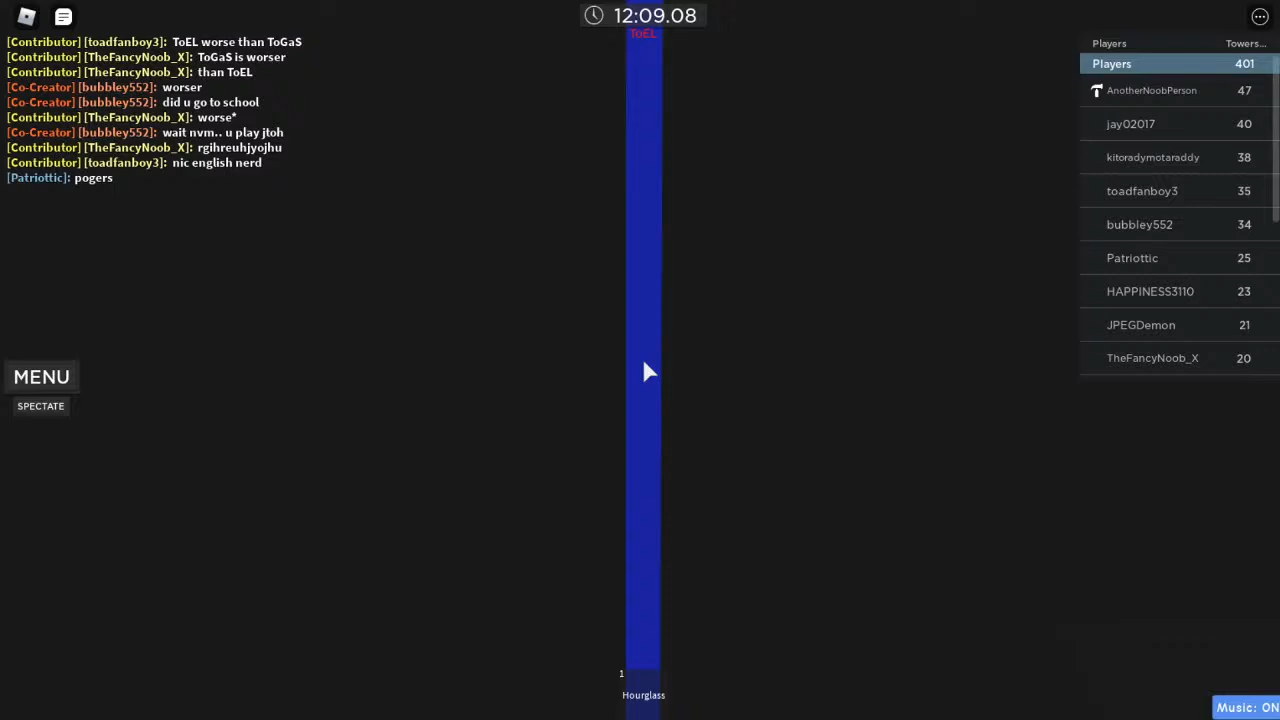 12:09.08
ToEL
[Contributor] [toadfanboy3]: ToEL worse than ToGaS
[Contributor] [TheFancyNoob_X]: ToGaS is worser
[Contributor] [TheFancyNoob_X]: than ToEL
[Co-Creator] [bubbley552]: worser
[Co-Creator] [bubbley552]: did u go to school
[Contributor] [TheFancyNoob_X]: worse*
[Co-Creator] [bubbley552]: wait nvm.. u play jtoh
[Contributor] [TheFancyNoob_X]: rgihreuhjyojhu
[Contributor] [toadfanboy3]: nic english nerd
[Patriottic]: pogers
MENU
SPECTATE
Players Towers...
Players 401
AnotherNoobPerson 47
jay02017 40
kitoradymotaraddy 38
toadfanboy3 35
bubbley552 34
Patriottic 25
HAPPINESS3110 23
JPEGDemon 21
TheFancyNoob_X 20
1
Hourglass
Music: ON